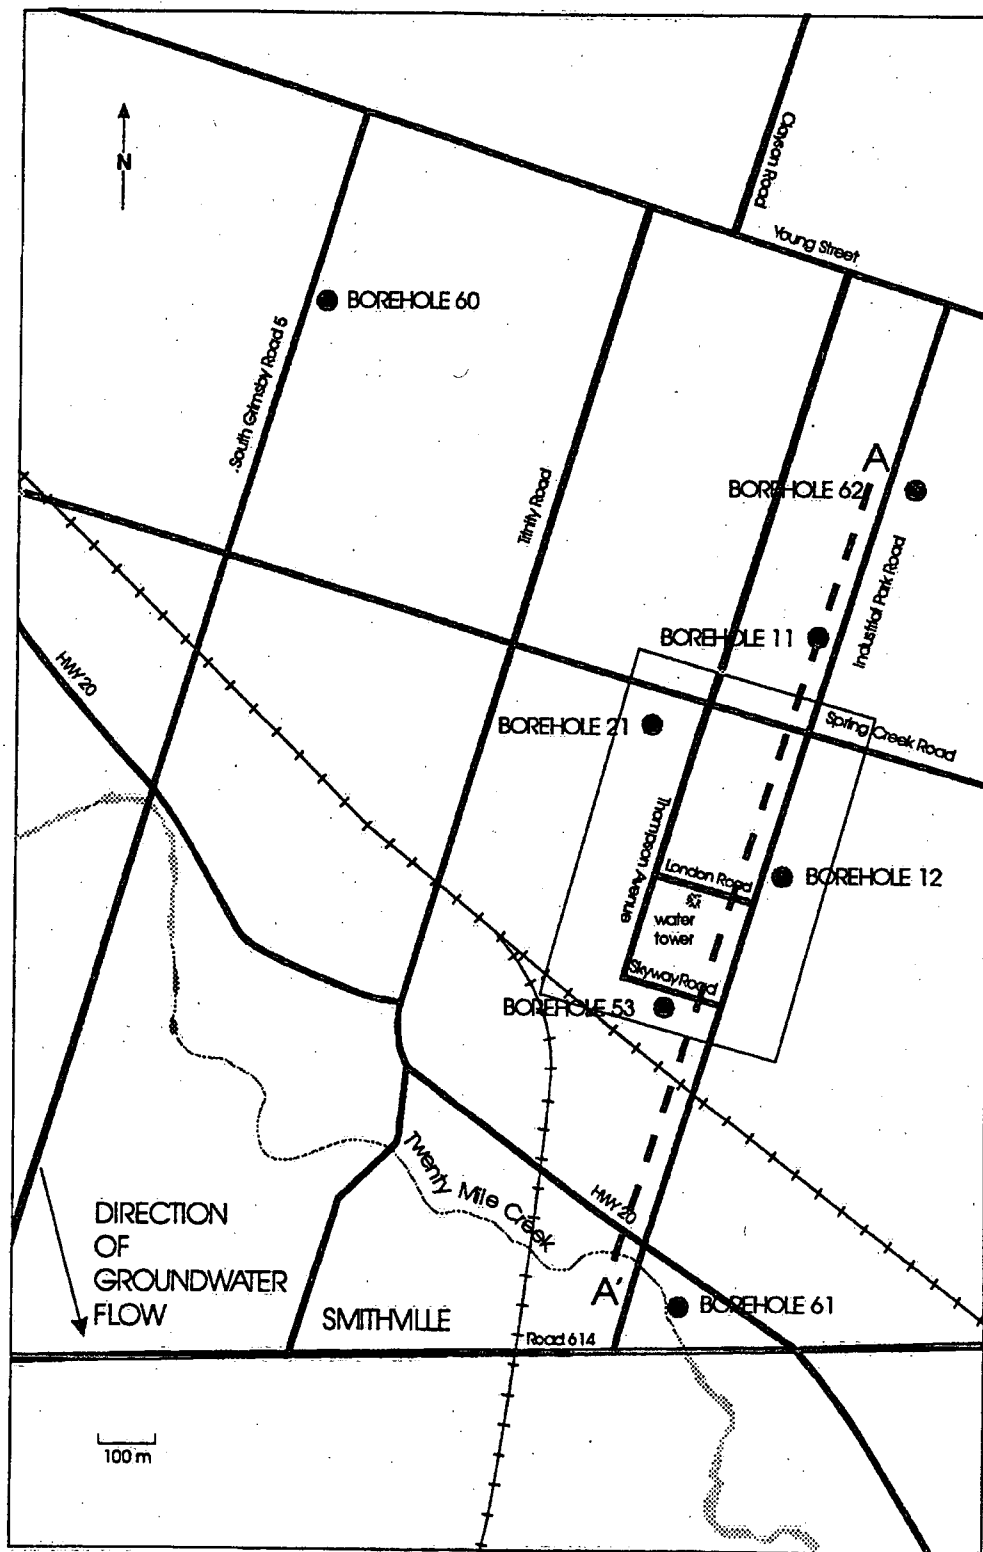 Clayson Road
Young Street
N
BOREHOLE 60
South Grimsby Road 5
A
BOREHOLE 62
Trinity Road
Industrial Park Road
BOREHOLE 11
BOREHOLE 21
Spring Creek Road
HWY 20
Thompson Avenue
London Road
BOREHOLE 12
water
tower
Skyway Road
BOREHOLE 53
Twenty Mile Creek
HWY 20
DIRECTION
OF
GROUNDWATER
FLOW
A'
BOREHOLE 61
SMITHVILLE
Road 614
100 m